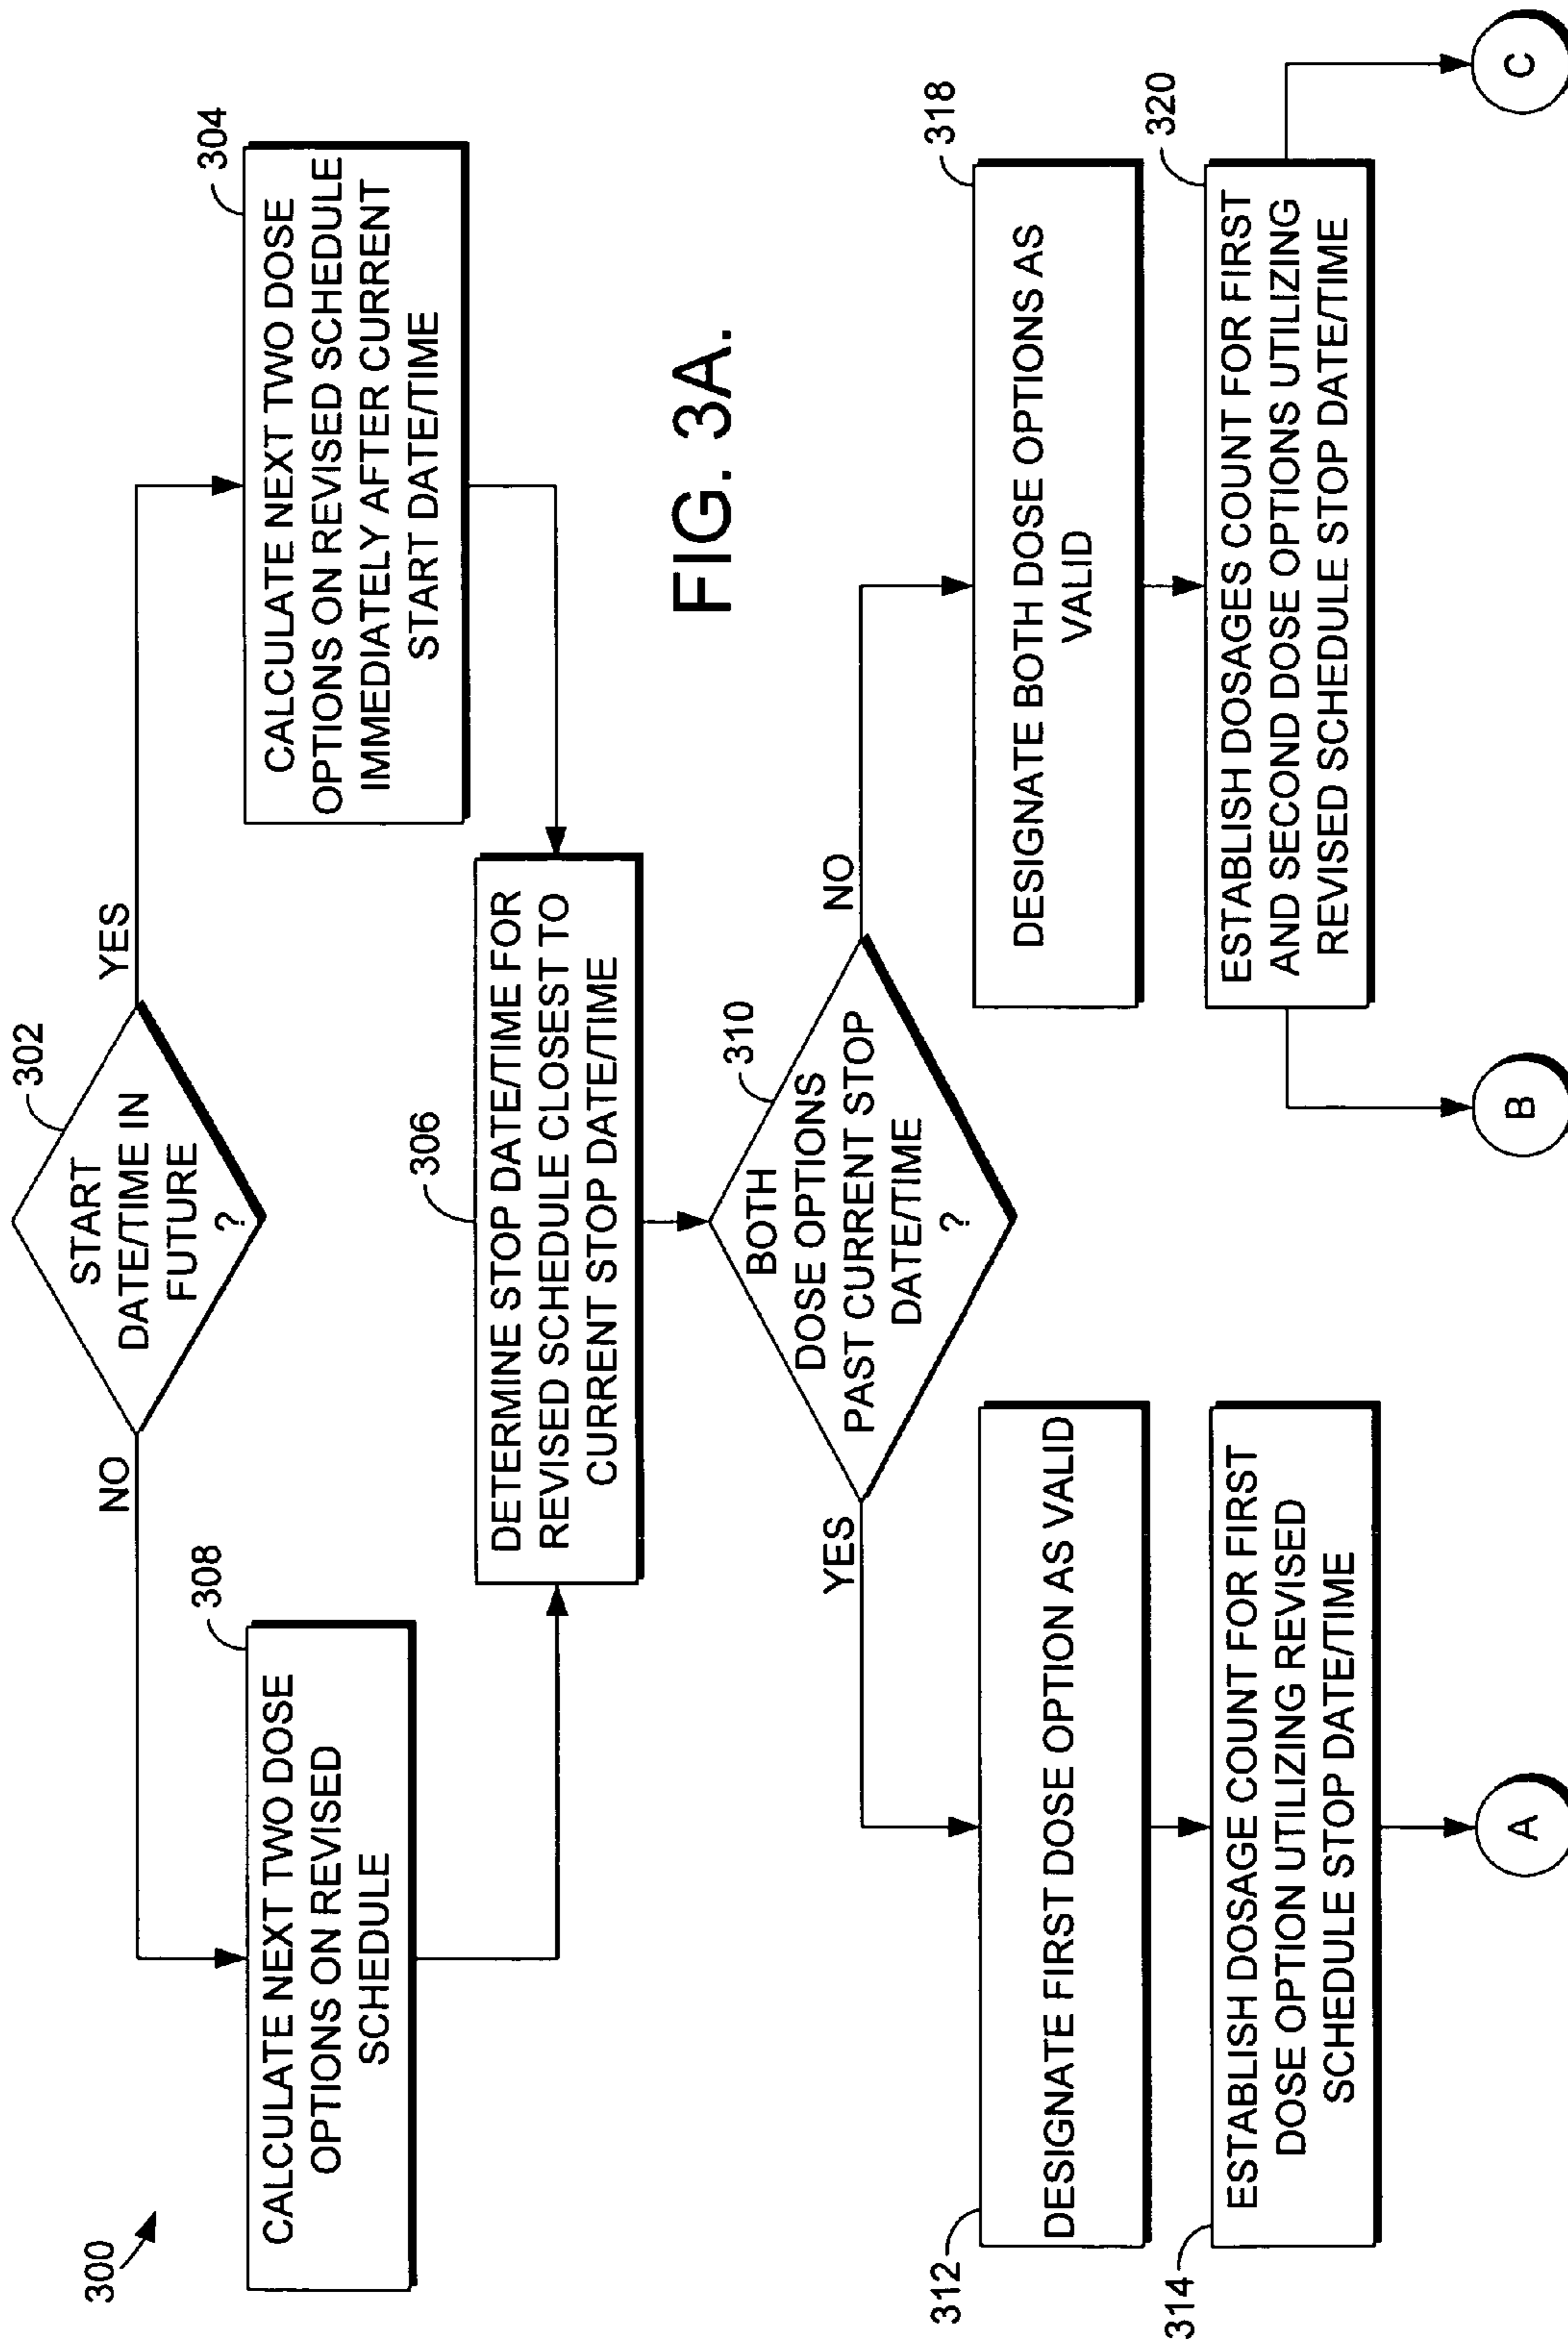 300
302
START
DATE/TIME IN
FUTURE
?
NO
YES
308
CALCULATE NEXT TWO DOSE
OPTIONS ON REVISED
SCHEDULE
304
CALCULATE NEXT TWO DOSE
OPTIONS ON REVISED SCHEDULE
IMMEDIATELY AFTER CURRENT
START DATE/TIME
306
DETERMINE STOP DATE/TIME FOR
REVISED SCHEDULE CLOSEST TO
CURRENT STOP DATE/TIME
FIG. 3A.
310
BOTH
DOSE OPTIONS
PAST CURRENT STOP
DATE/TIME
?
YES
NO
312
DESIGNATE FIRST DOSE OPTION AS VALID
318
DESIGNATE BOTH DOSE OPTIONS AS
VALID
314
ESTABLISH DOSAGE COUNT FOR FIRST
DOSE OPTION UTILIZING REVISED
SCHEDULE STOP DATE/TIME
320
ESTABLISH DOSAGES COUNT FOR FIRST
AND SECOND DOSE OPTIONS UTILIZING
REVISED SCHEDULE STOP DATE/TIME
A
B
C